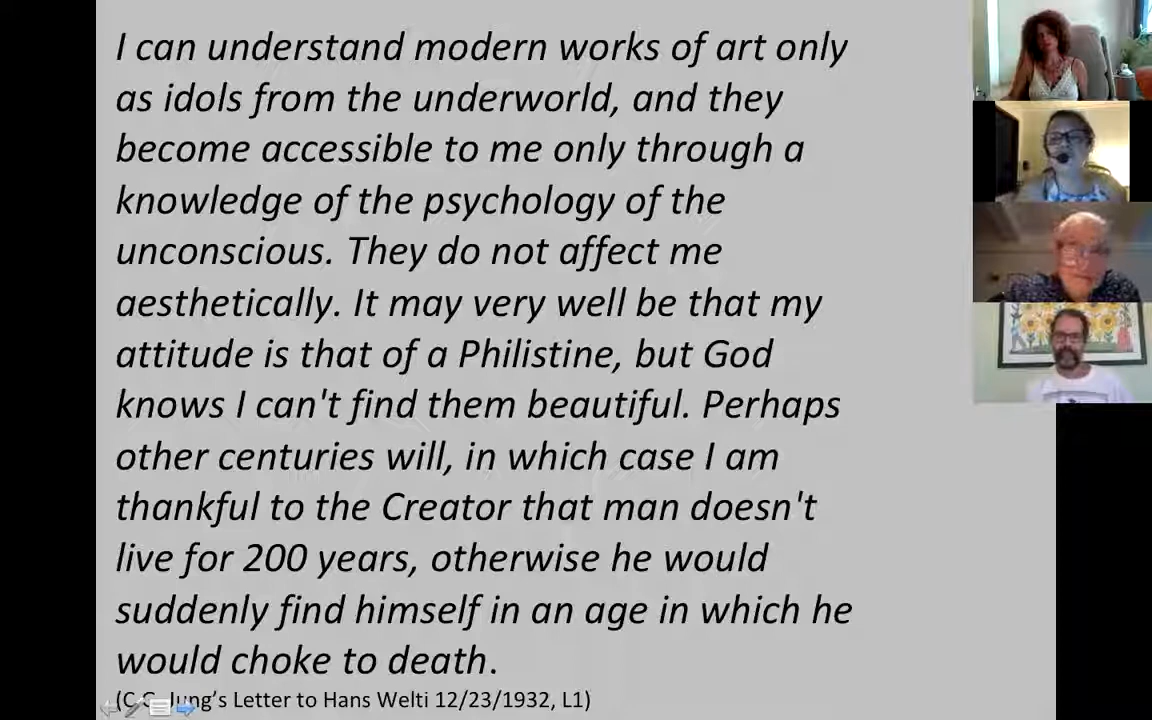 I can understand modern works of art only
as idols from the underworld, and they
become accessible to me only through a
knowledge of the psychology of the
unconscious. They do not affect me
aesthetically. It may very well be that my
attitude is that of a Philistine, but God
knows I can't find them beautiful. Perhaps
other centuries will, in which case I am
thankful to the Creator that man doesn't
live for 200 years, otherwise he would
suddenly find himself in an age in which he
would choke to death.
(C.G. Jung’s Letter to Hans Welti 12/23/1932, L1)